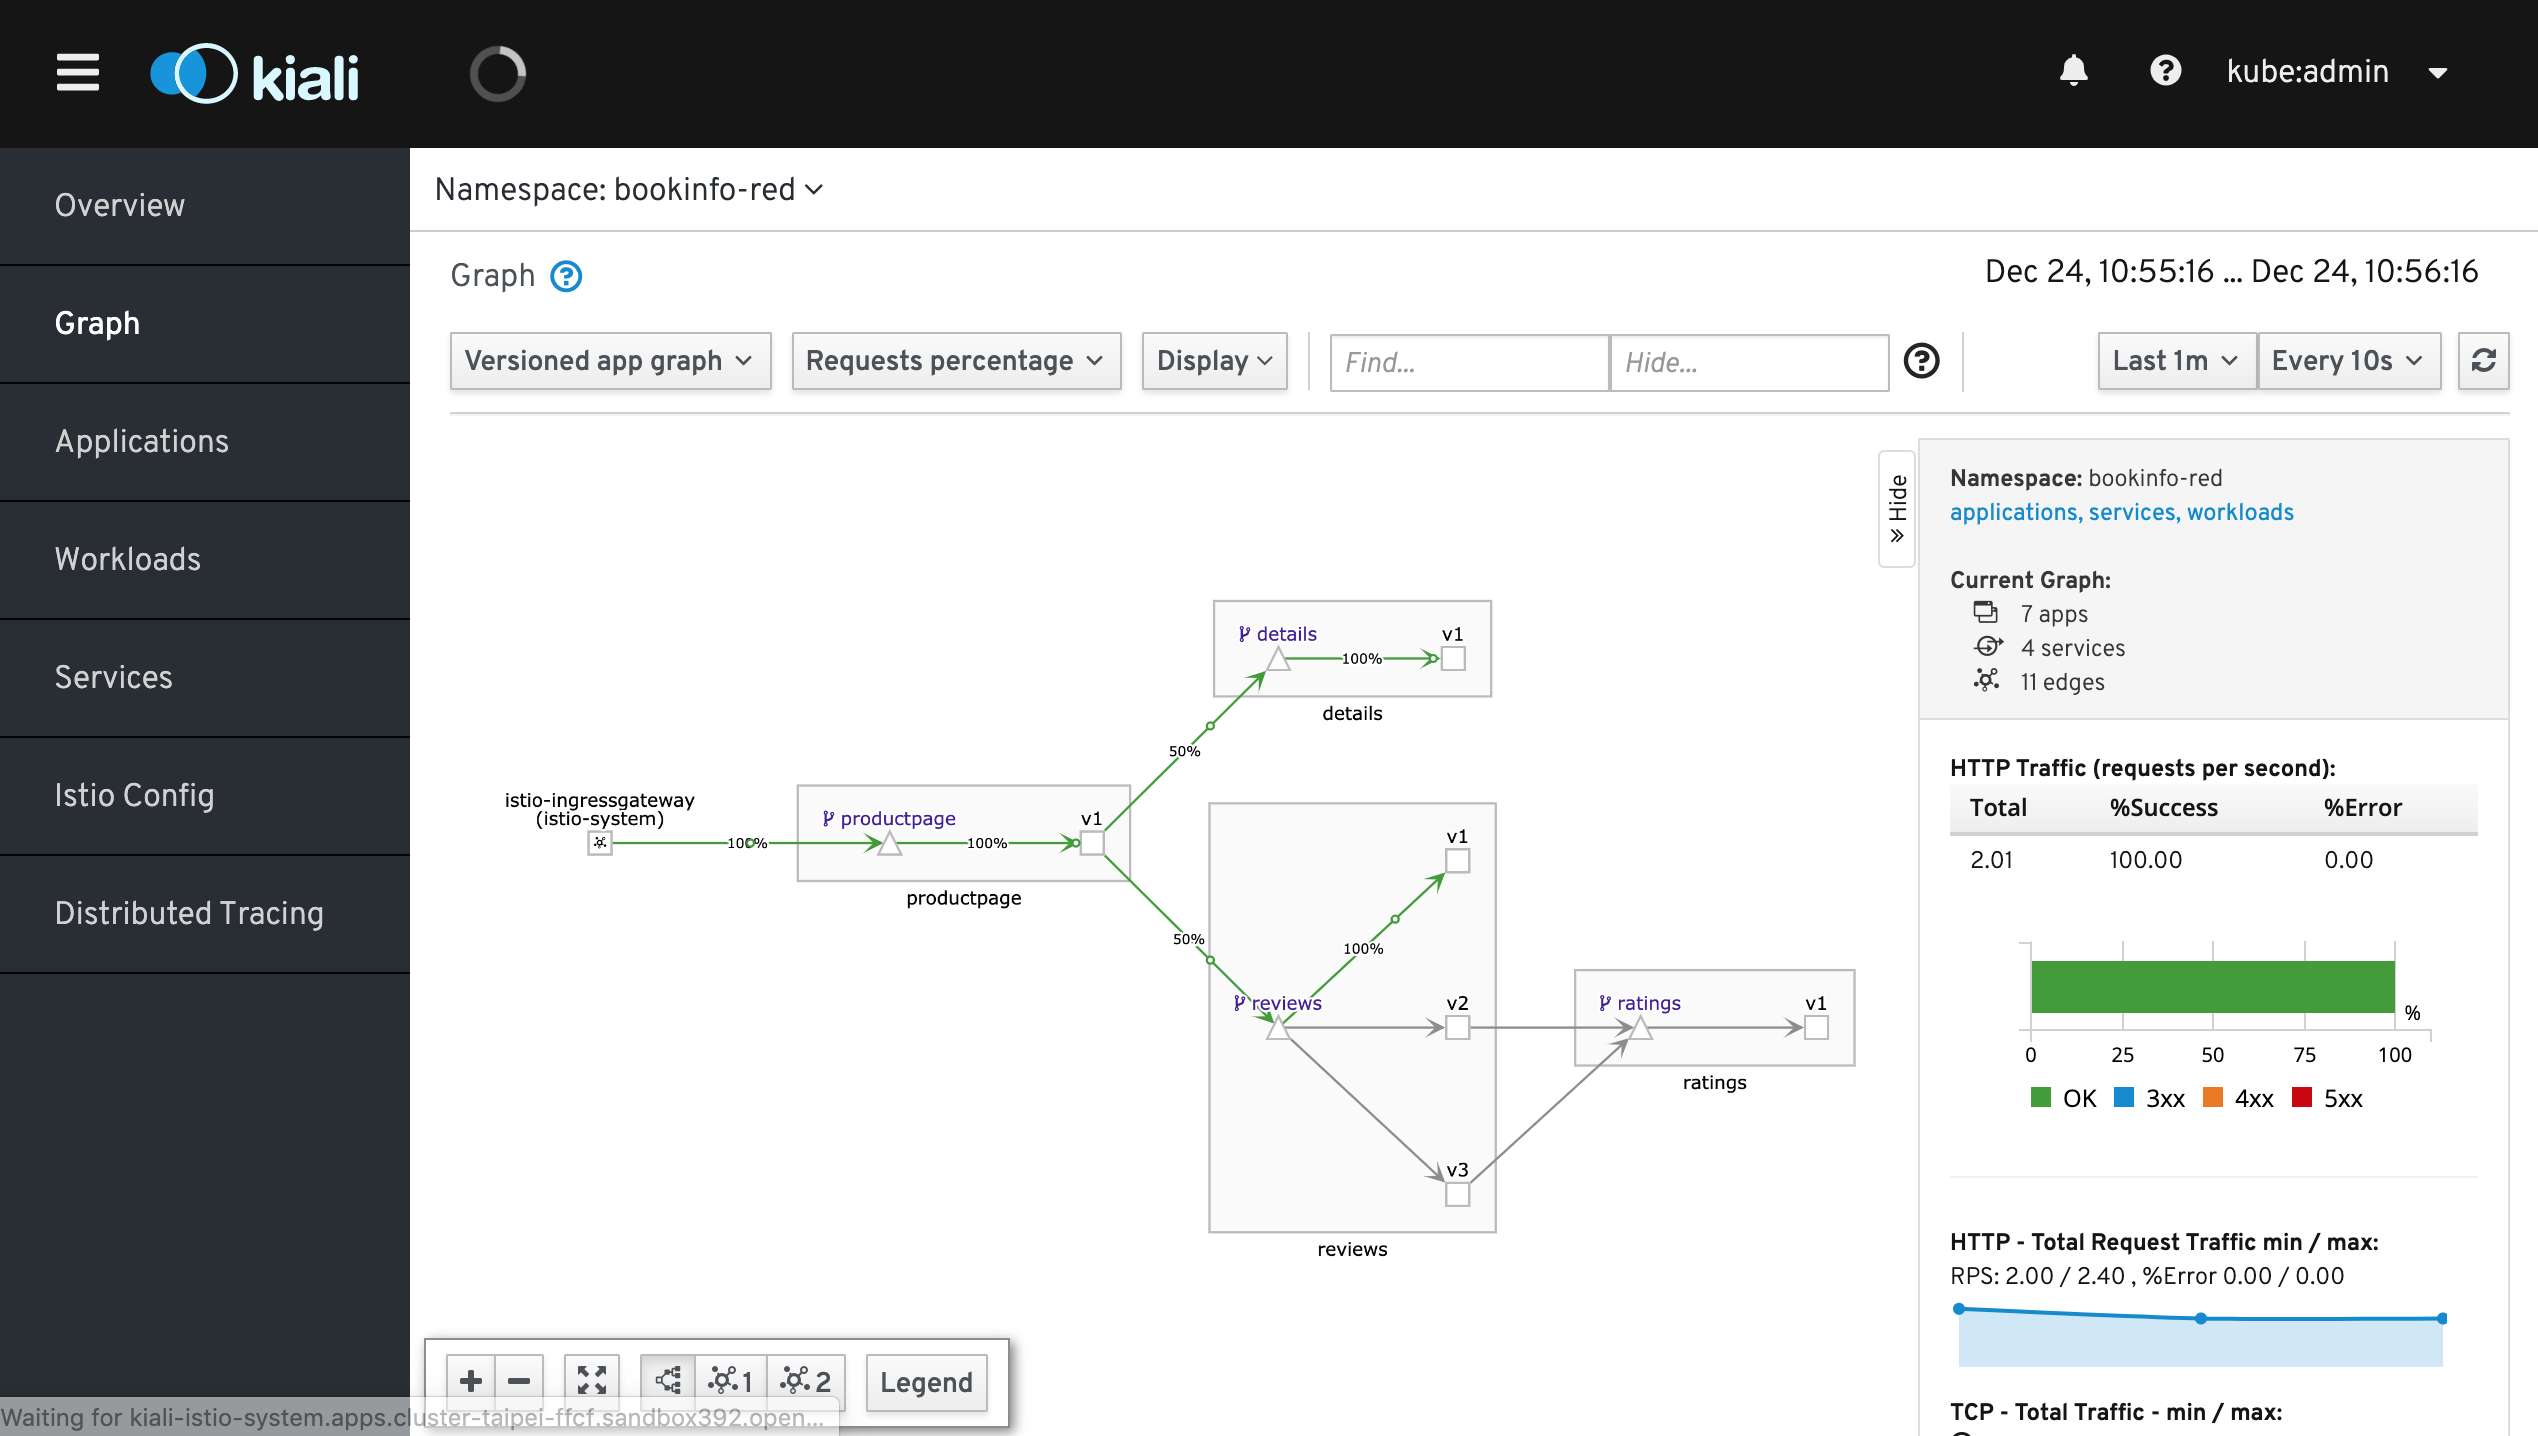 kiali
kube:admin
Overview
Graph
Applications
Workloads
Services
Istio Config
Distributed Tracing
Namespace: bookinfo-red
Graph
Dec 24, 10:55:16 ... Dec 24, 10:56:16
Versioned app graph
Requests percentage
Display
Find...
Hide...
Last 1m
Every 10s
Hide
details
v1
100%
details
50%
istio-ingressgateway
(istio-system)
100%
productpage
v1
100%
productpage
50%
v1
100%
reviews
v2
v3
reviews
ratings
v1
ratings
Namespace: bookinfo-red
applications, services, workloads
Current Graph:
7 apps
4 services
11 edges
HTTP Traffic (requests per second):
Total %Success %Error
2.01 100.00 0.00
%
0 25 50 75 100
OK 3xx 4xx 5xx
HTTP - Total Request Traffic min / max:
RPS: 2.00 / 2.40 , %Error 0.00 / 0.00
TCP - Total Traffic - min / max:
1
2
Legend
Waiting for kiali-istio-system.apps.cluster-taipei-ffcf.sandbox392.open...